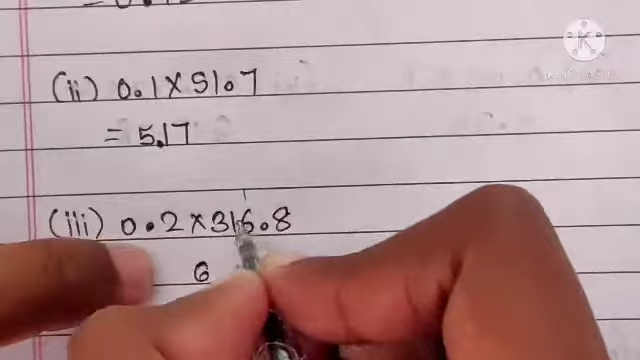 (ii) 0.1×51.7
= 5.17
(iii) 0.2×316.8
6